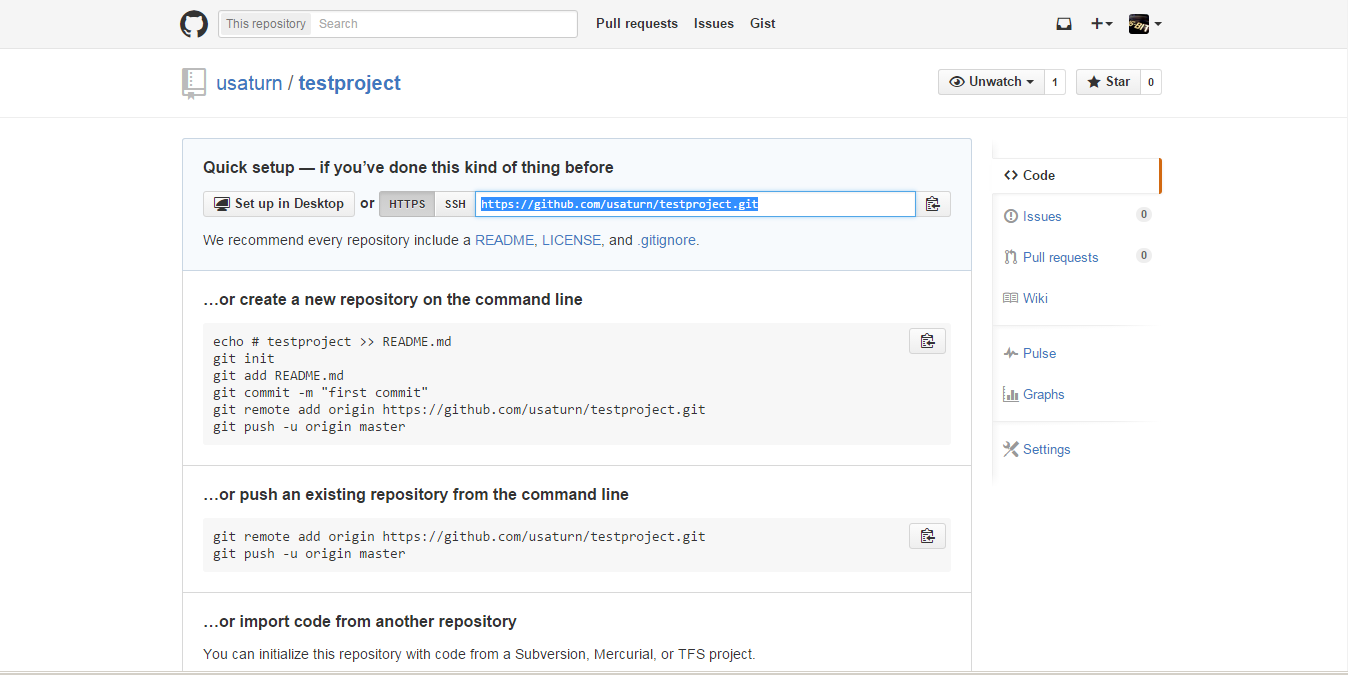 This repository Search Pull requests Issues Gist
usaturn / testproject
Unwatch 1 Star 0
Quick setup — if you’ve done this kind of thing before
Set up in Desktop or HTTPS SSH https://github.com/usaturn/testproject.git
We recommend every repository include a README, LICENSE, and .gitignore.
…or create a new repository on the command line
echo # testproject >> README.md
git init
git add README.md
git commit -m "first commit"
git remote add origin https://github.com/usaturn/testproject.git
git push -u origin master
…or push an existing repository from the command line
git remote add origin https://github.com/usaturn/testproject.git
git push -u origin master
…or import code from another repository
You can initialize this repository with code from a Subversion, Mercurial, or TFS project.
Code
Issues 0
Pull requests 0
Wiki
Pulse
Graphs
Settings